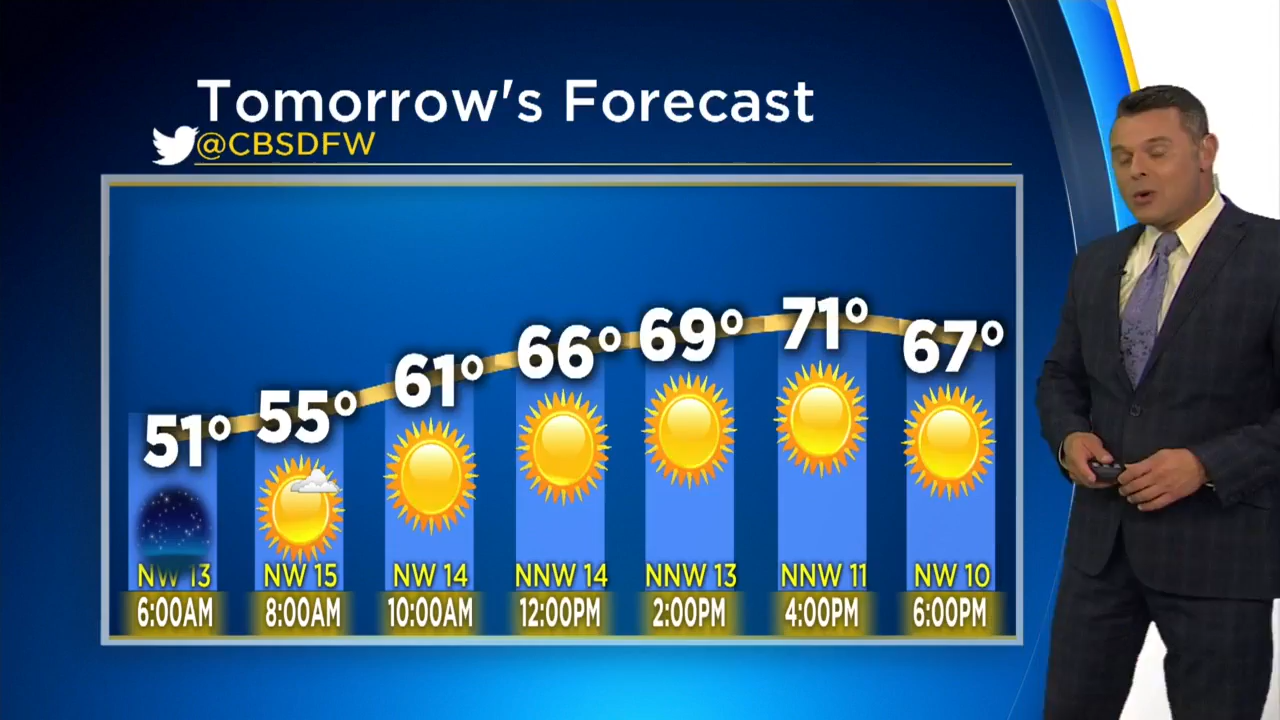 Tomorrow's Forecast
@CBSDFW
51° 55° 61° 66° 69° 71° 67°
NW 13 NW 15 NW 14 NNW 14 NNW 13 NNW 11 NW 10
6:00AM 8:00AM 10:00AM 12:00PM 2:00PM 4:00PM 6:00PM